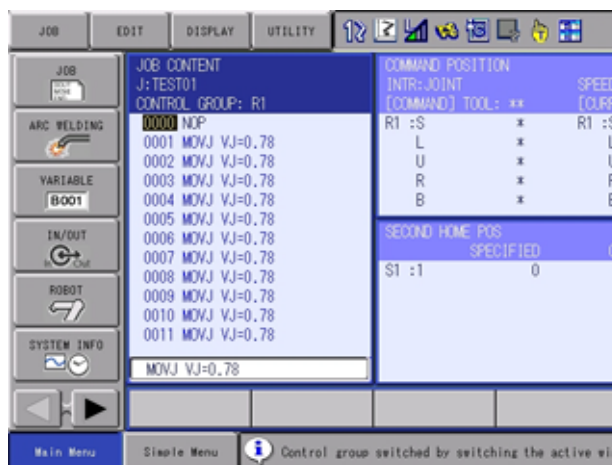 JOB EDIT DISPLAY UTILITY
JOB
ARC WELDING
VARIABLE
B001
IN/OUT
In Out
ROBOT
SYSTEM INFO
JOB CONTENT
J:TEST01
CONTROL GROUP: R1
0000 NOP
0001 MOVJ VJ=0.78
0002 MOVJ VJ=0.78
0003 MOVJ VJ=0.78
0004 MOVJ VJ=0.78
0005 MOVJ VJ=0.78
0006 MOVJ VJ=0.78
0007 MOVJ VJ=0.78
0008 MOVJ VJ=0.78
0009 MOVJ VJ=0.78
0010 MOVJ VJ=0.78
0011 MOVJ VJ=0.78
MOVJ VJ=0.78
COMMAND POSITION
INTR:JOINT SPEED
[COMMAND] TOOL: ** [CURR
R1 :S * R1 :S
L * L
U * U
R *
B *
SECOND HOME POS
SPECIFIED
S1 :1 0
Main Menu Simple Menu Control group switched by switching the active wi